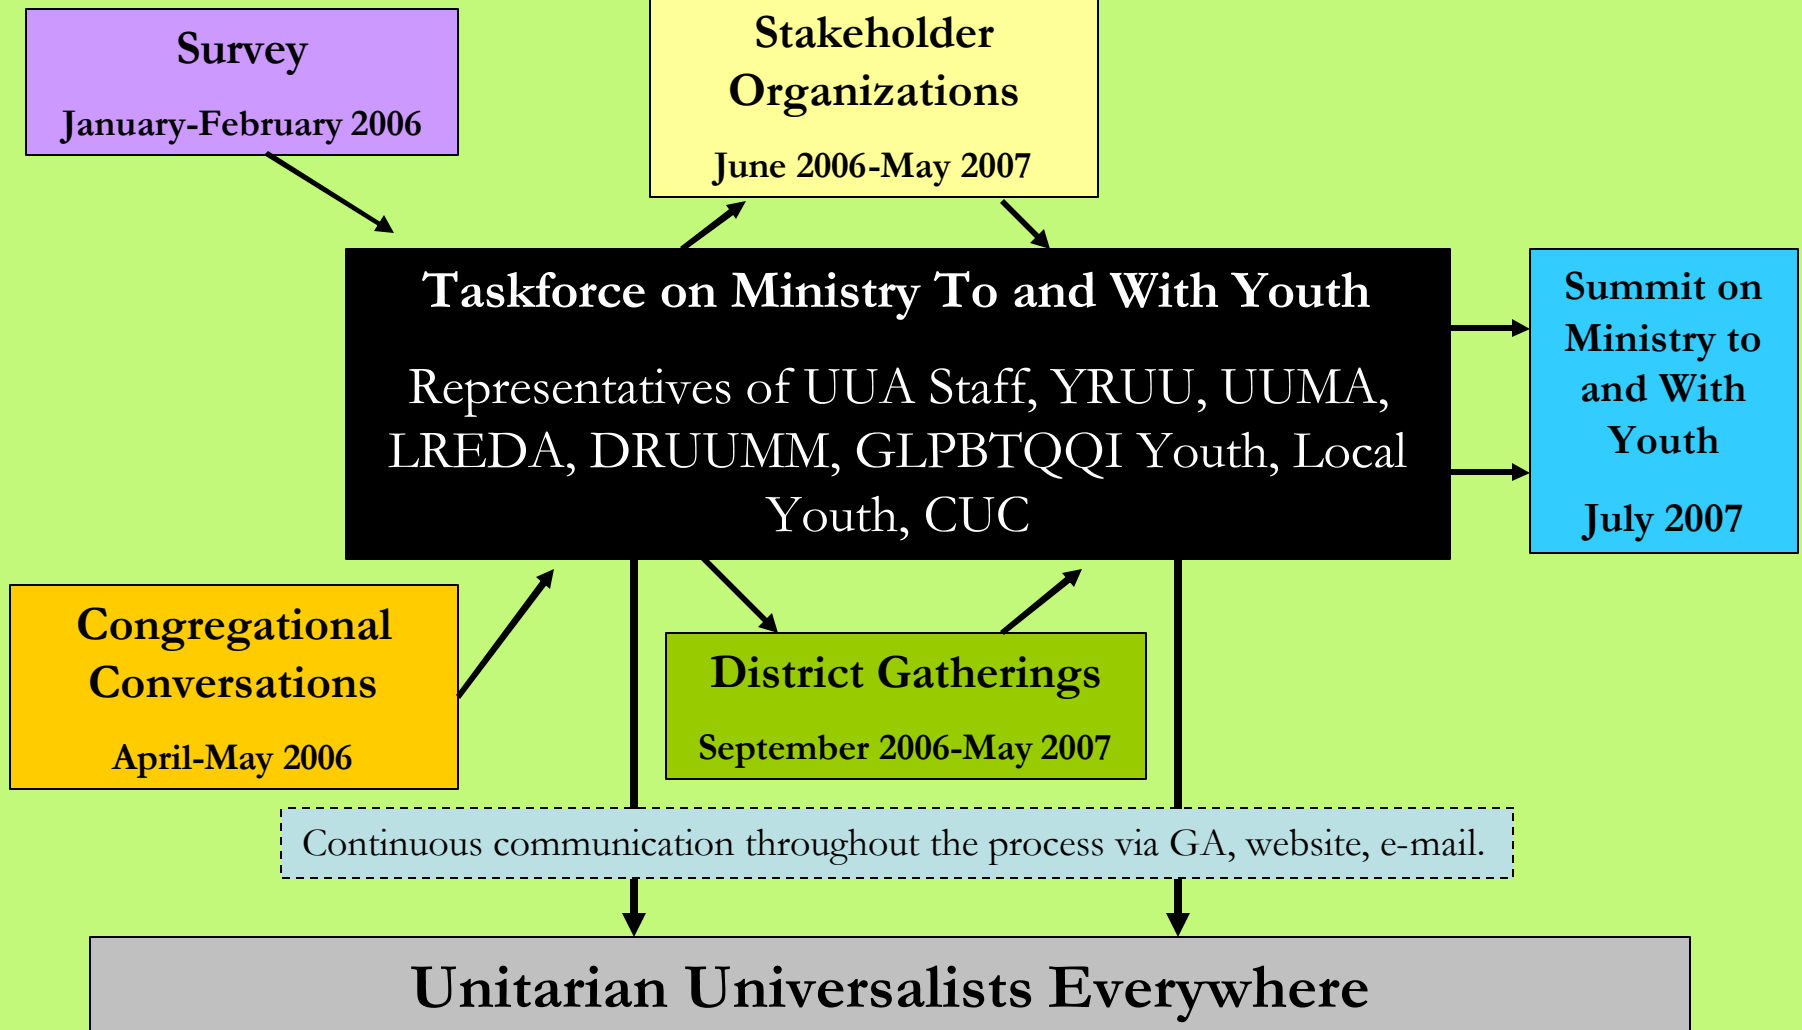 Survey
January-February 2006
Stakeholder
Organizations
June 2006-May 2007
Taskforce on Ministry To and With Youth
Representatives of UUA Staff, YRUU, UUMA,
LREDA, DRUUMM, GLPBTQQI Youth, Local
Youth, CUC
Summit on
Ministry to
and With
Youth
July 2007
Congregational
Conversations
April-May 2006
District Gatherings
September 2006-May 2007
Continuous communication throughout the process via GA, website, e-mail.
Unitarian Universalists Everywhere